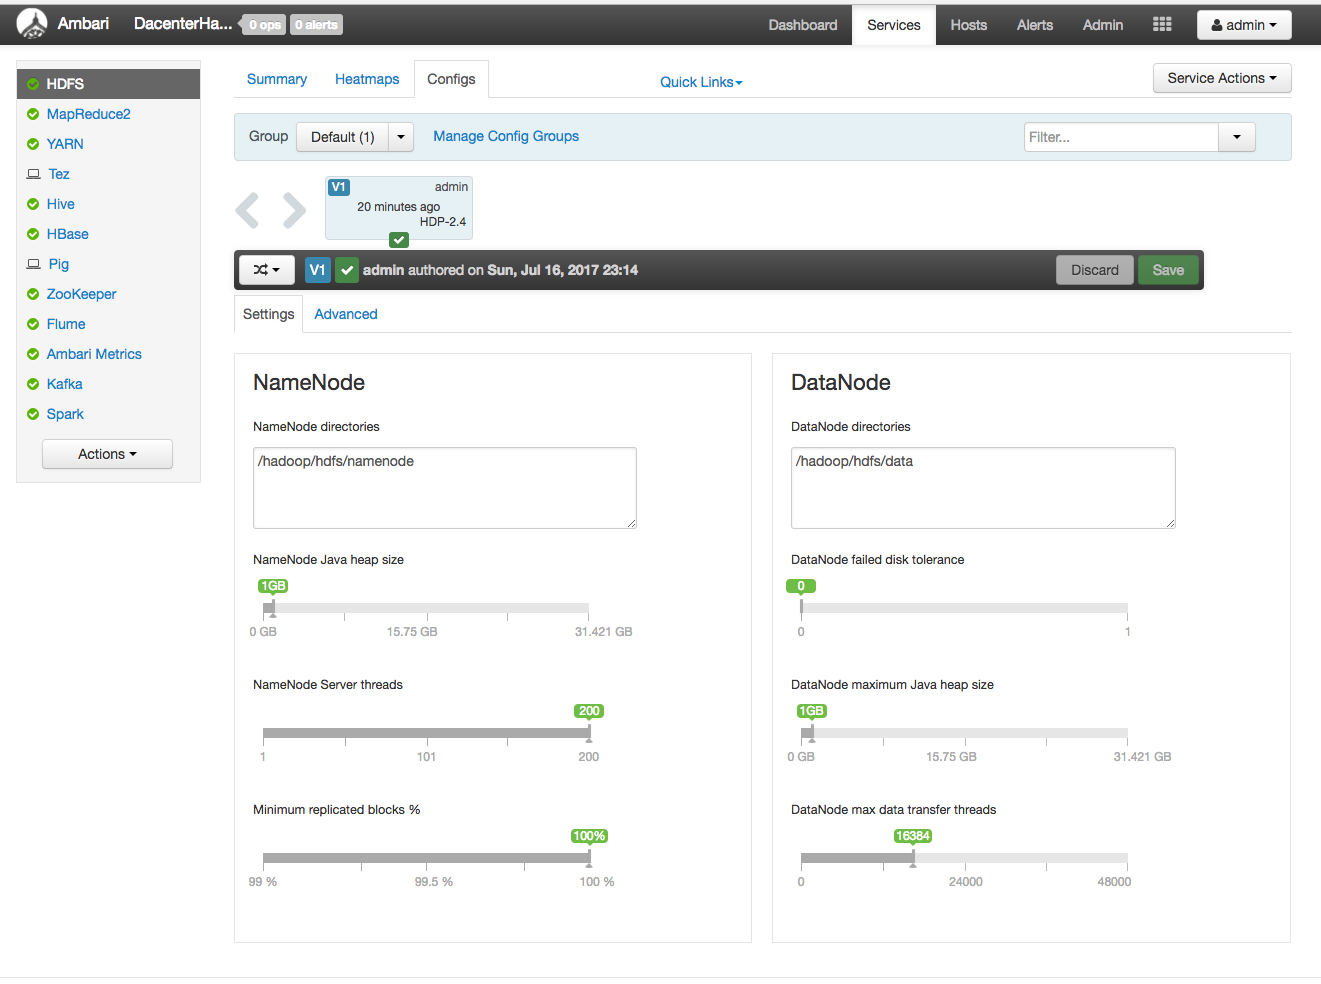 Ambari DacenterHa... 0 ops 0 alerts Dashboard Services Hosts Alerts Admin admin
HDFS
MapReduce2
YARN
Tez
Hive
HBase
Pig
ZooKeeper
Flume
Ambari Metrics
Kafka
Spark
Actions
Summary Heatmaps Configs Quick Links Service Actions
Group Default (1) Manage Config Groups Filter...
V1 admin
20 minutes ago
HDP-2.4
V1 admin authored on Sun, Jul 16, 2017 23:14 Discard Save
Settings Advanced
NameNode
NameNode directories
/hadoop/hdfs/namenode
NameNode Java heap size
1GB
0 GB 15.75 GB 31.421 GB
NameNode Server threads
200
1 101 200
Minimum replicated blocks %
100%
99 % 99.5 % 100 %
DataNode
DataNode directories
/hadoop/hdfs/data
DataNode failed disk tolerance
0
0 1
DataNode maximum Java heap size
1GB
0 GB 15.75 GB 31.421 GB
DataNode max data transfer threads
16384
0 24000 48000